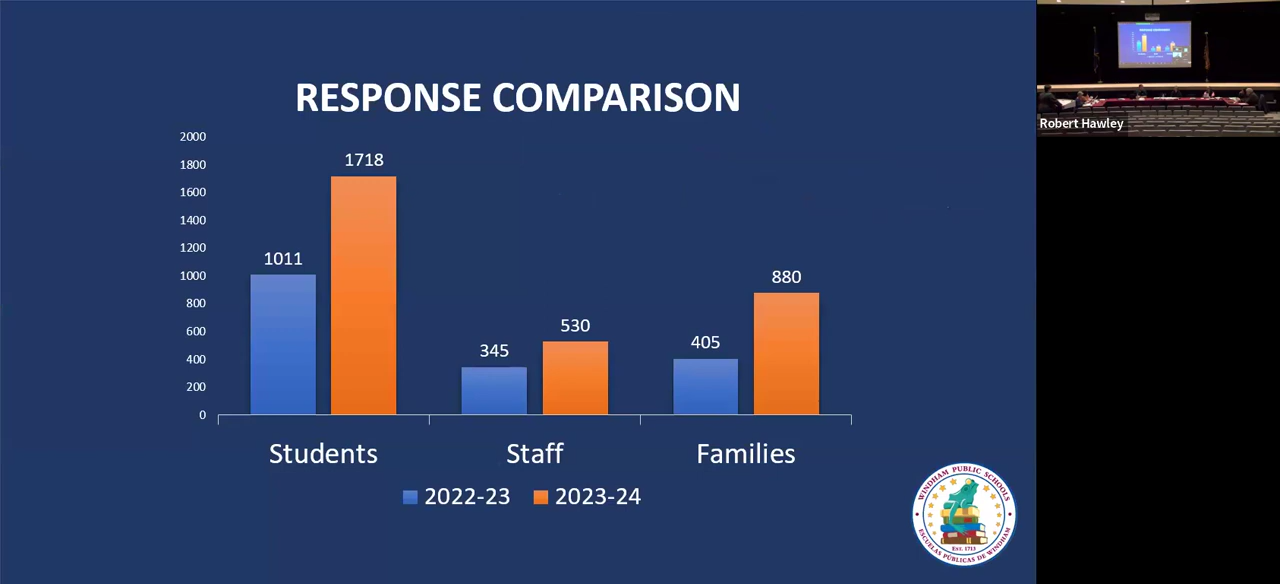 RESPONSE COMPARISON
2000
1800
1600
1400
1200
1000
800
600
400
200
0
1011
1718
345
530
405
880
Students
Staff
Families
2022-23
2023-24
WINDHAM PUBLIC SCHOOLS
EST. 1713
ESCUELAS PÚBLICAS DE WINDHAM
Robert Hawley